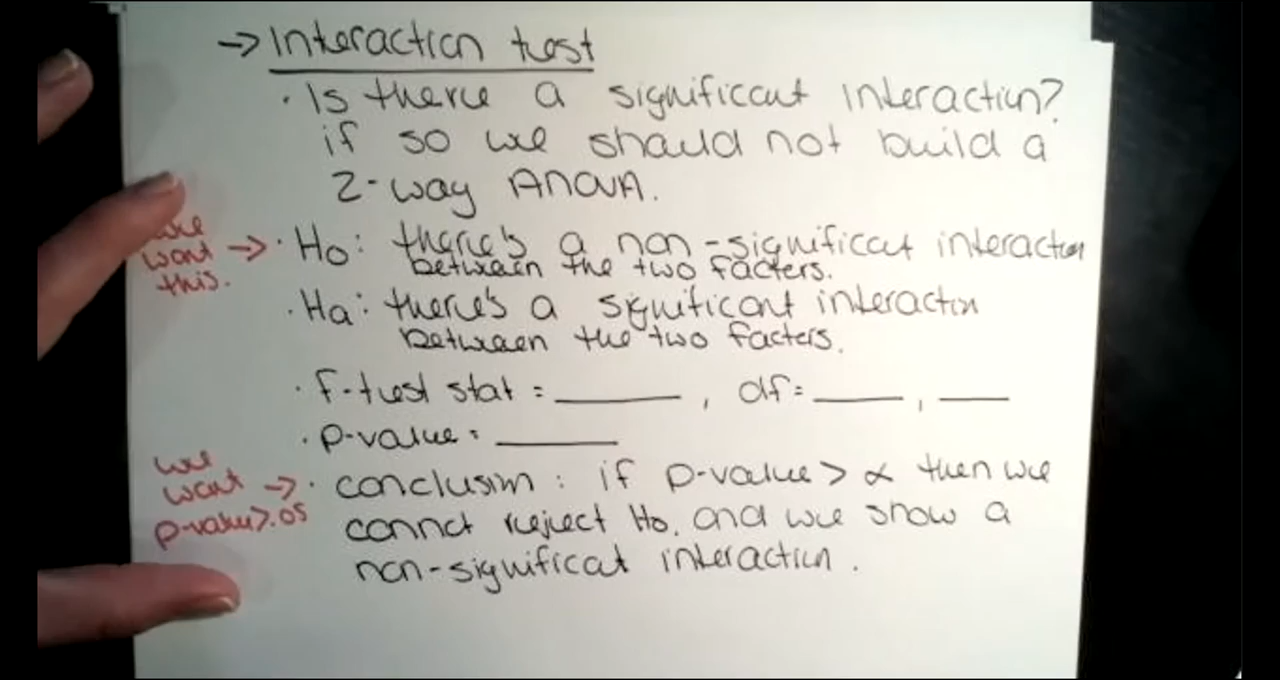 → Interaction test
· Is there a significant interaction?
if so we should not build a
2-way ANOVA.
we
want → · Ho: there's a non-significant interaction
this.
between the two factors.
· Ha: there's a significant interaction
between the two factors.
· F-test stat = ______, df= ____, ___
· p-value = ______
we
want → · conclusion: if p-value > α then we
p-value>.05
cannot reject Ho. and we show a
non-significant interaction.